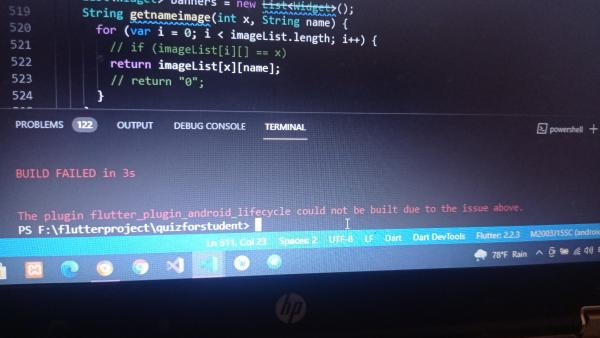 banners = new List<Widget>();
519 String getnameimage(int x, String name) {
520 for (var i = 0; i < imageList.length; i++) {
521 // if (imageList[i][] == x)
522 return imageList[x][name];
523 // return "0";
524 }
PROBLEMS 122 OUTPUT DEBUG CONSOLE TERMINAL powershell +
BUILD FAILED in 3s
The plugin flutter_plugin_android_lifecycle could not be built due to the issue above.
PS F:\flutterproject\quizforstudent>
Ln 511, Col 23 Spaces: 2 UTF-8 LF Dart Dart DevTools Flutter: 2.2.3 M2003J15SC (android
78°F Rain
hp